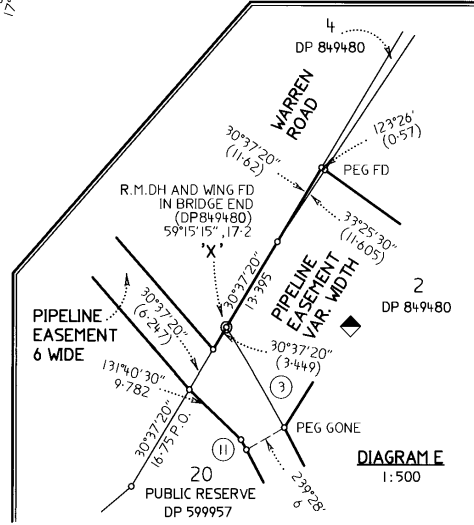 17°
4
DP 849480
WARREN
ROAD
123°26'
(0·57)
30°37'20"
(11·62)
PEG FD
R.M.DH AND WING FD
IN BRIDGE END
(DP849480)
59°15'15", 17·2
'X'
33°25'30"
(11·605)
30°37'20"
13·395
PIPELINE
EASEMENT
VAR. WIDTH
2
DP 849480
PIPELINE
EASEMENT
6 WIDE
30°37'20"
(6·247)
30°37'20"
(3·449)
131°40'30"
9·782
3
30°37'20"
16·75 P.O.
11
PEG GONE
20
PUBLIC RESERVE
DP 599957
239°28'
6
DIAGRAM E
1:500